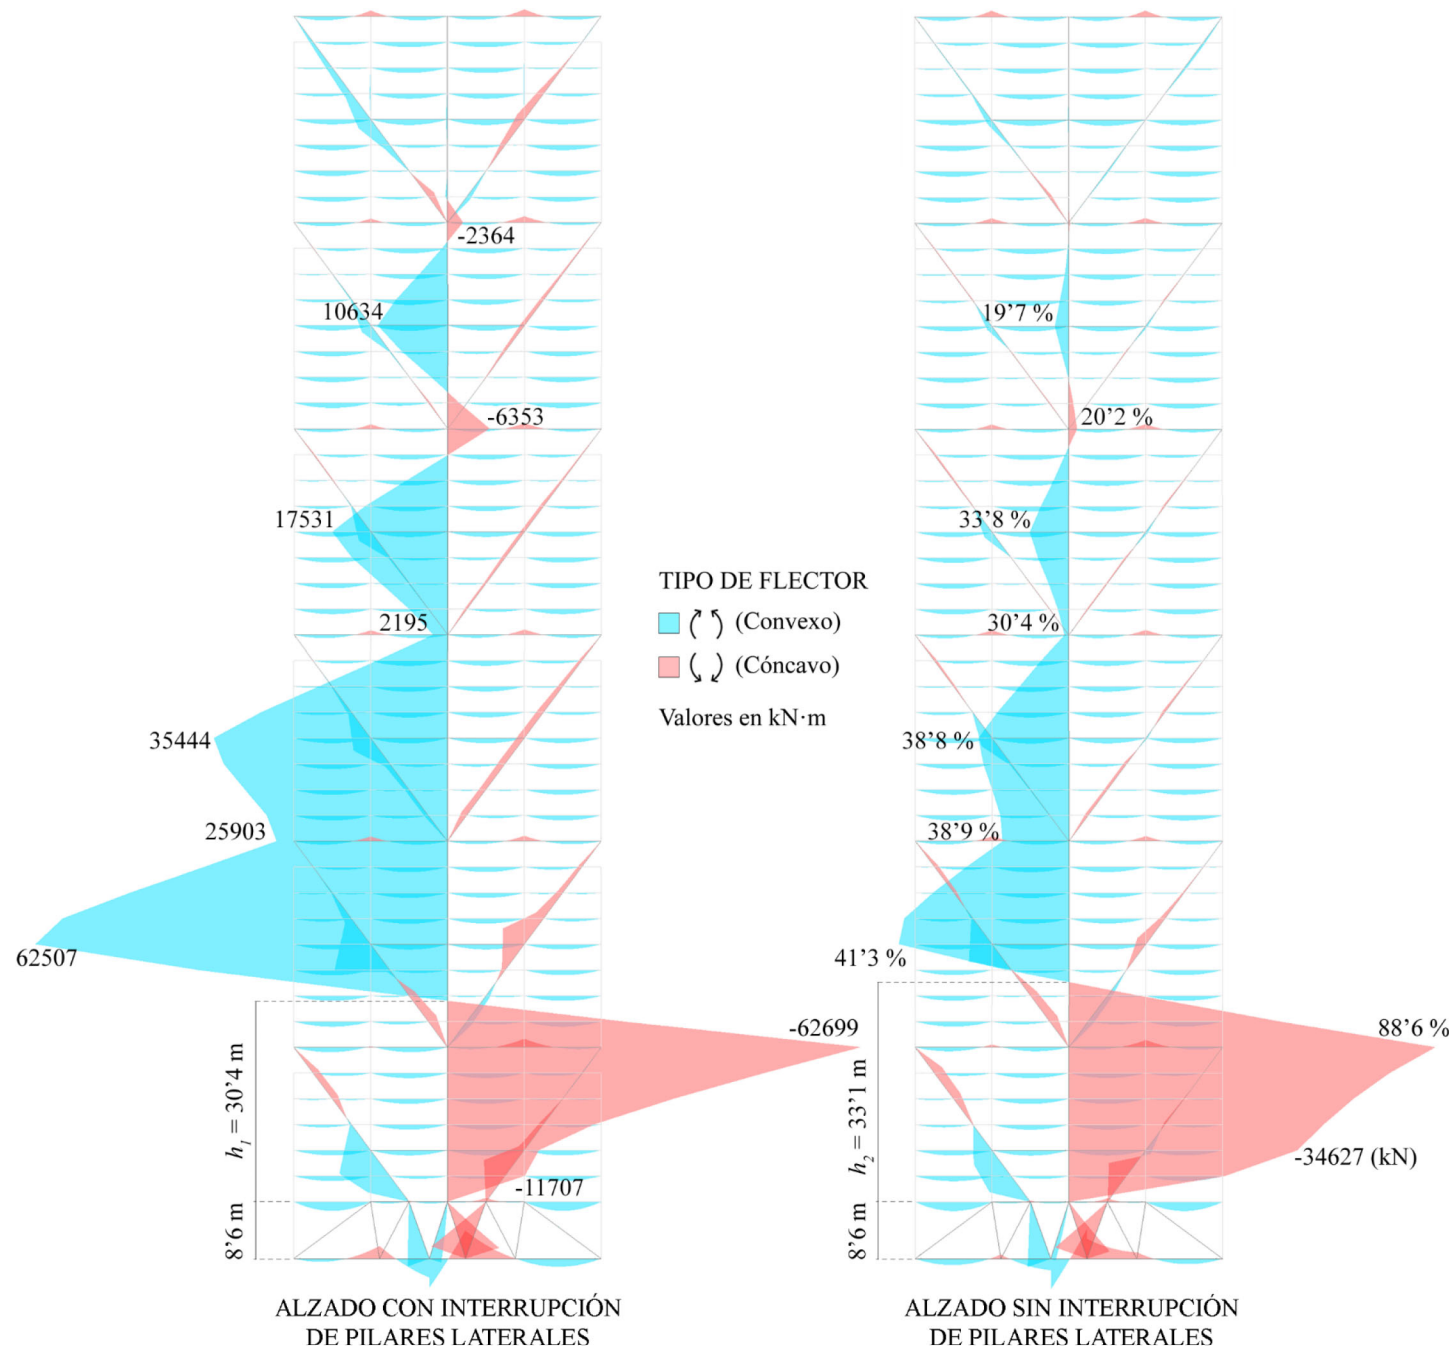 -2364
10634
19’7 %
-6353
20’2 %
17531
33’8 %
TIPO DE FLECTOR
(Convexo)
(Cóncavo)
Valores en kN·m
2195
30’4 %
35444
38’8 %
25903
38’9 %
62507
41’3 %
-62699
88’6 %
h₁ = 30’4 m
h₂ = 33’1 m
-34627 (kN)
-11707
8’6 m
8’6 m
ALZADO CON INTERRUPCIÓN
DE PILARES LATERALES
ALZADO SIN INTERRUPCIÓN
DE PILARES LATERALES